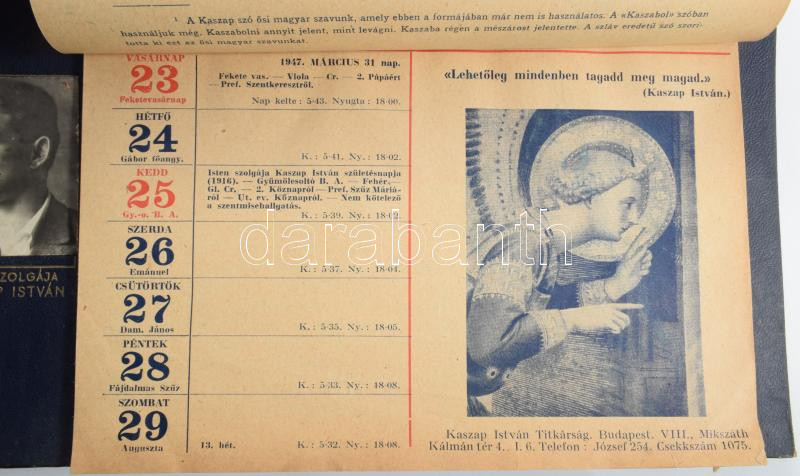 ¹. A Kaszap szó ősi magyar szavunk, amely ebben a formájában már nem is használatos. A «Kaszabol» szóban
használjuk még. Kaszabolni annyit jelent, mint levágni. Kaszaba régen a mészárost jelentette. A szláv eredetű szó szorí-
totta ki ezt az ősi magyar szavunkat.
SZOLGÁJA
P ISTVÁN
VASÁRNAP
23
Feketevasárnap
1947. MÁRCIUS 31 nap.
Fekete vas. — Viola — Cr. — 2. Pápáért
— Pref. Szentkeresztről.
Nap kelte : 5·43. Nyugta : 18·00.
HÉTFŐ
24
Gábor főangy.
K. : 5·41. Ny. : 18·02.
KEDD
25
Gy.-o. B. A.
Isten szolgája Kaszap István születésnapja
(1916). — Gyümölcsoltó B. A. — Fehér. —
Gl. Cr. — 2. Köznapról — Pref. Szűz Máriá-
ról — Ut. ev. Köznapról. — Nem kötelező
a szentmisehallgatás.
K. : 5·39. Ny. : 18·02.
SZERDA
26
Emánuel
K. : 5·37. Ny. : 18·04.
CSÜTÖRTÖK
27
Dam. János
K. : 5·35. Ny. : 18·05.
PÉNTEK
28
Fájdalmas Szűz
K. : 5·33. Ny. : 18·08.
SZOMBAT
29
Auguszta
13. hét.
K. : 5·32. Ny. : 18·08.
«Lehetőleg mindenben tagadd meg magad.»
(Kaszap István.)
Kaszap István Titkárság. Budapest. VIII., Mikszáth
Kálmán tér 4. I. 6. Telefon : József 254. Csekkszám 1075.
darabanth